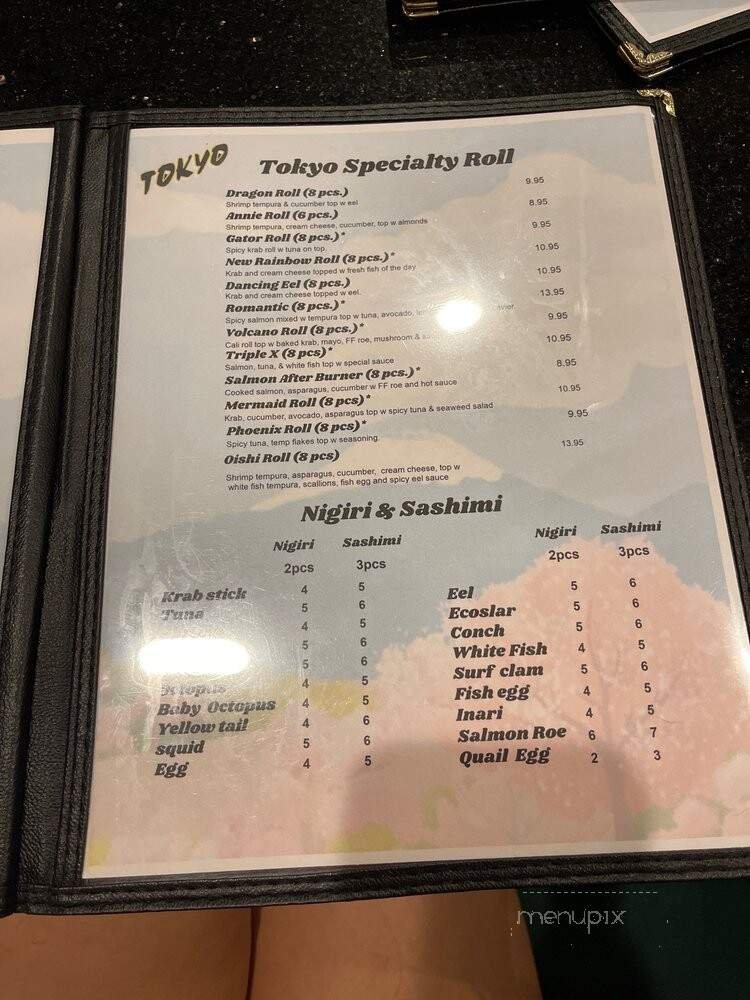 TOKYO
Tokyo Specialty Roll
Dragon Roll (8 pcs.) 9.95
Shrimp tempura & cucumber top w eel
Annie Roll (6 pcs.) 8.95
Shrimp tempura, cream cheese, cucumber, top w almonds
Gator Roll (8 pcs.)* 9.95
Spicy krab roll w tuna on top.
New Rainbow Roll (8 pcs.)* 10.95
Krab and cream cheese topped w fresh fish of the day
Dancing Eel (8 pcs.) 10.95
Krab and cream cheese topped w eel.
Romantic (8 pcs.)* 13.95
Spicy salmon mixed w tempura top w tuna, avocado,
Volcano Roll (8 pcs.)* 9.95
Cali roll top w baked krab, mayo, FF roe, mushroom &
Triple X (8 pcs)* 10.95
Salmon, tuna, & white fish top w special sauce
Salmon After Burner (8 pcs.)* 8.95
Cooked salmon, asparagus, cucumber w FF roe and hot sauce
Mermaid Roll (8 pcs)* 10.95
Krab, cucumber, avocado, asparagus top w spicy tuna & seaweed salad
Phoenix Roll (8 pcs)* 9.95
Spicy tuna, temp flakes top w seasoning.
Oishi Roll (8 pcs) 13.95
Shrimp tempura, asparagus, cucumber, cream cheese, top w
white fish tempura, scallions, fish egg and spicy eel sauce
Nigiri & Sashimi
Nigiri Sashimi
2pcs 3pcs
Krab stick 4 5
Tuna 5 6
4 5
5 6
5 6
Octopus 4 5
Baby Octopus 4 5
Yellow tail 4 6
squid 5 6
Egg 4 5
Nigiri Sashimi
2pcs 3pcs
Eel 5 6
Ecoslar 5 6
Conch 5 6
White Fish 4 5
Surf clam 5 6
Fish egg 4 5
Inari 4 5
Salmon Roe 6 7
Quail Egg 2 3
menupix